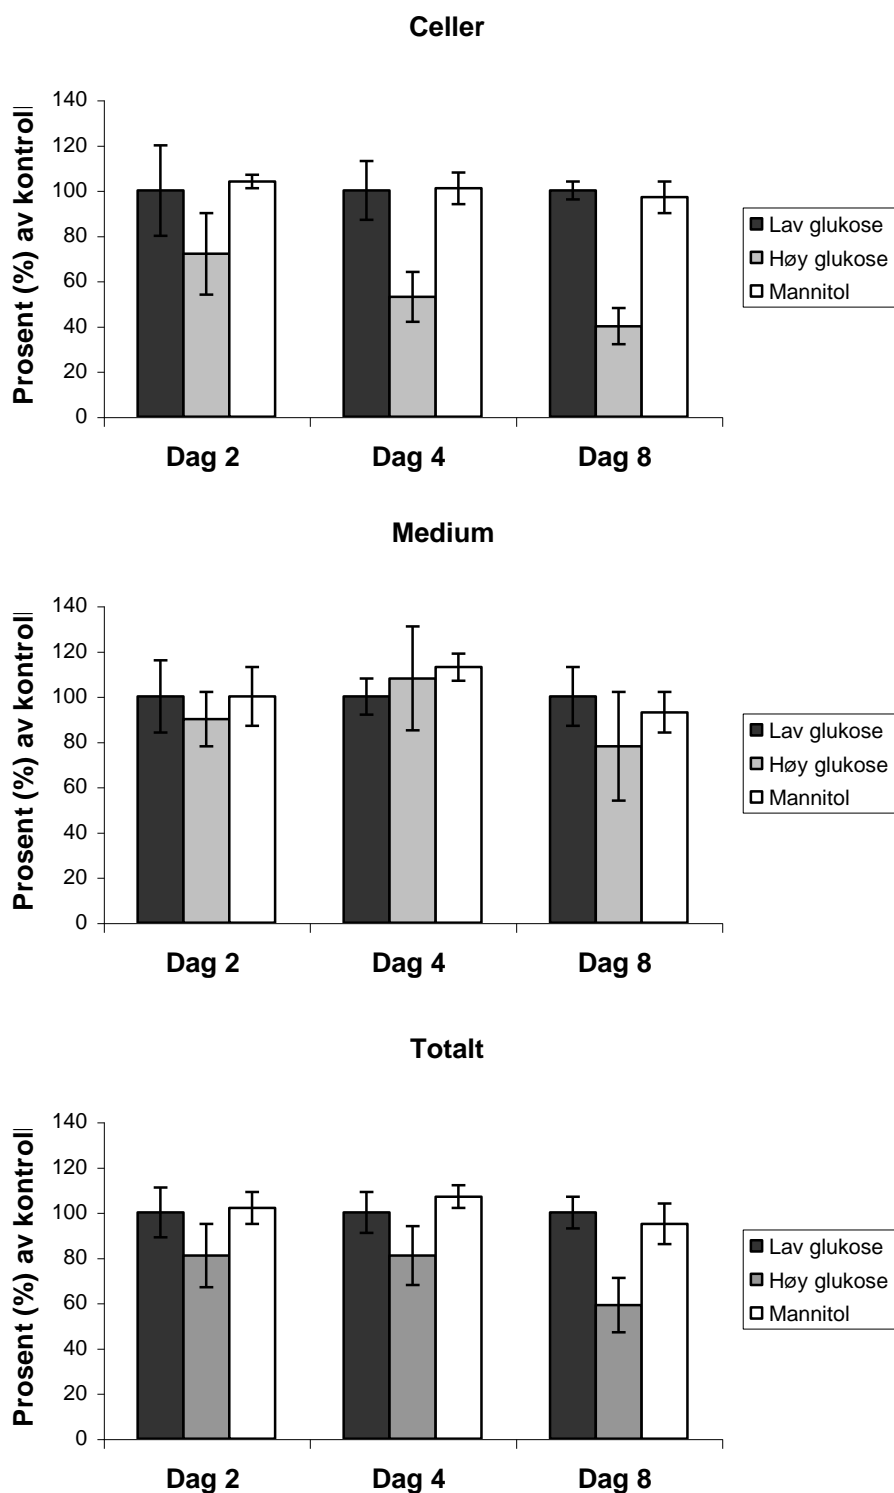 Celler
Prosent (%) av kontrol
140
120
100
80
60
40
20
0
Dag 2
Dag 4
Dag 8
Lav glukose
Høy glukose
Mannitol
Medium
Prosent (%) av kontrol
140
120
100
80
60
40
20
0
Dag 2
Dag 4
Dag 8
Lav glukose
Høy glukose
Mannitol
Totalt
Prosent (%) av kontrol
140
120
100
80
60
40
20
0
Dag 2
Dag 4
Dag 8
Lav glukose
Høy glukose
Mannitol